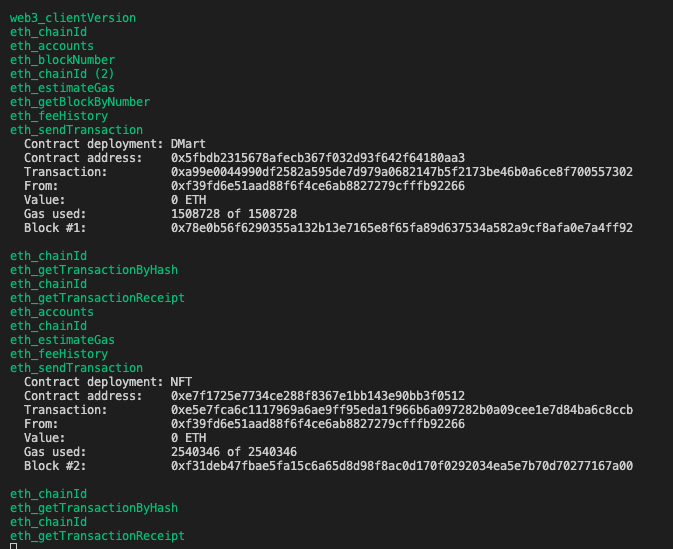 web3_clientVersion
eth_chainId
eth_accounts
eth_blockNumber
eth_chainId (2)
eth_estimateGas
eth_getBlockByNumber
eth_feeHistory
eth_sendTransaction
Contract deployment: DMart
Contract address: 0x5fbdb2315678afecb367f032d93f642f64180aa3
Transaction: 0xa99e0044990df2582a595de7d979a0682147b5f2173be46b0a6ce8f700557302
From: 0xf39fd6e51aad88f6f4ce6ab8827279cfffb92266
Value: 0 ETH
Gas used: 1508728 of 1508728
Block #1: 0x78e0b56f6290355a132b13e7165e8f65fa89d637534a582a9cf8afa0e7a4ff92
eth_chainId
eth_getTransactionByHash
eth_chainId
eth_getTransactionReceipt
eth_accounts
eth_chainId
eth_estimateGas
eth_feeHistory
eth_sendTransaction
Contract deployment: NFT
Contract address: 0xe7f1725e7734ce288f8367e1bb143e90bb3f0512
Transaction: 0xe5e7fca6c1117969a6ae9ff95eda1f966b6a097282b0a09cee1e7d84ba6c8ccb
From: 0xf39fd6e51aad88f6f4ce6ab8827279cfffb92266
Value: 0 ETH
Gas used: 2540346 of 2540346
Block #2: 0xf31deb47fbae5fa15c6a65d8d98f8ac0d170f0292034ea5e7b70d70277167a00
eth_chainId
eth_getTransactionByHash
eth_chainId
eth_getTransactionReceipt